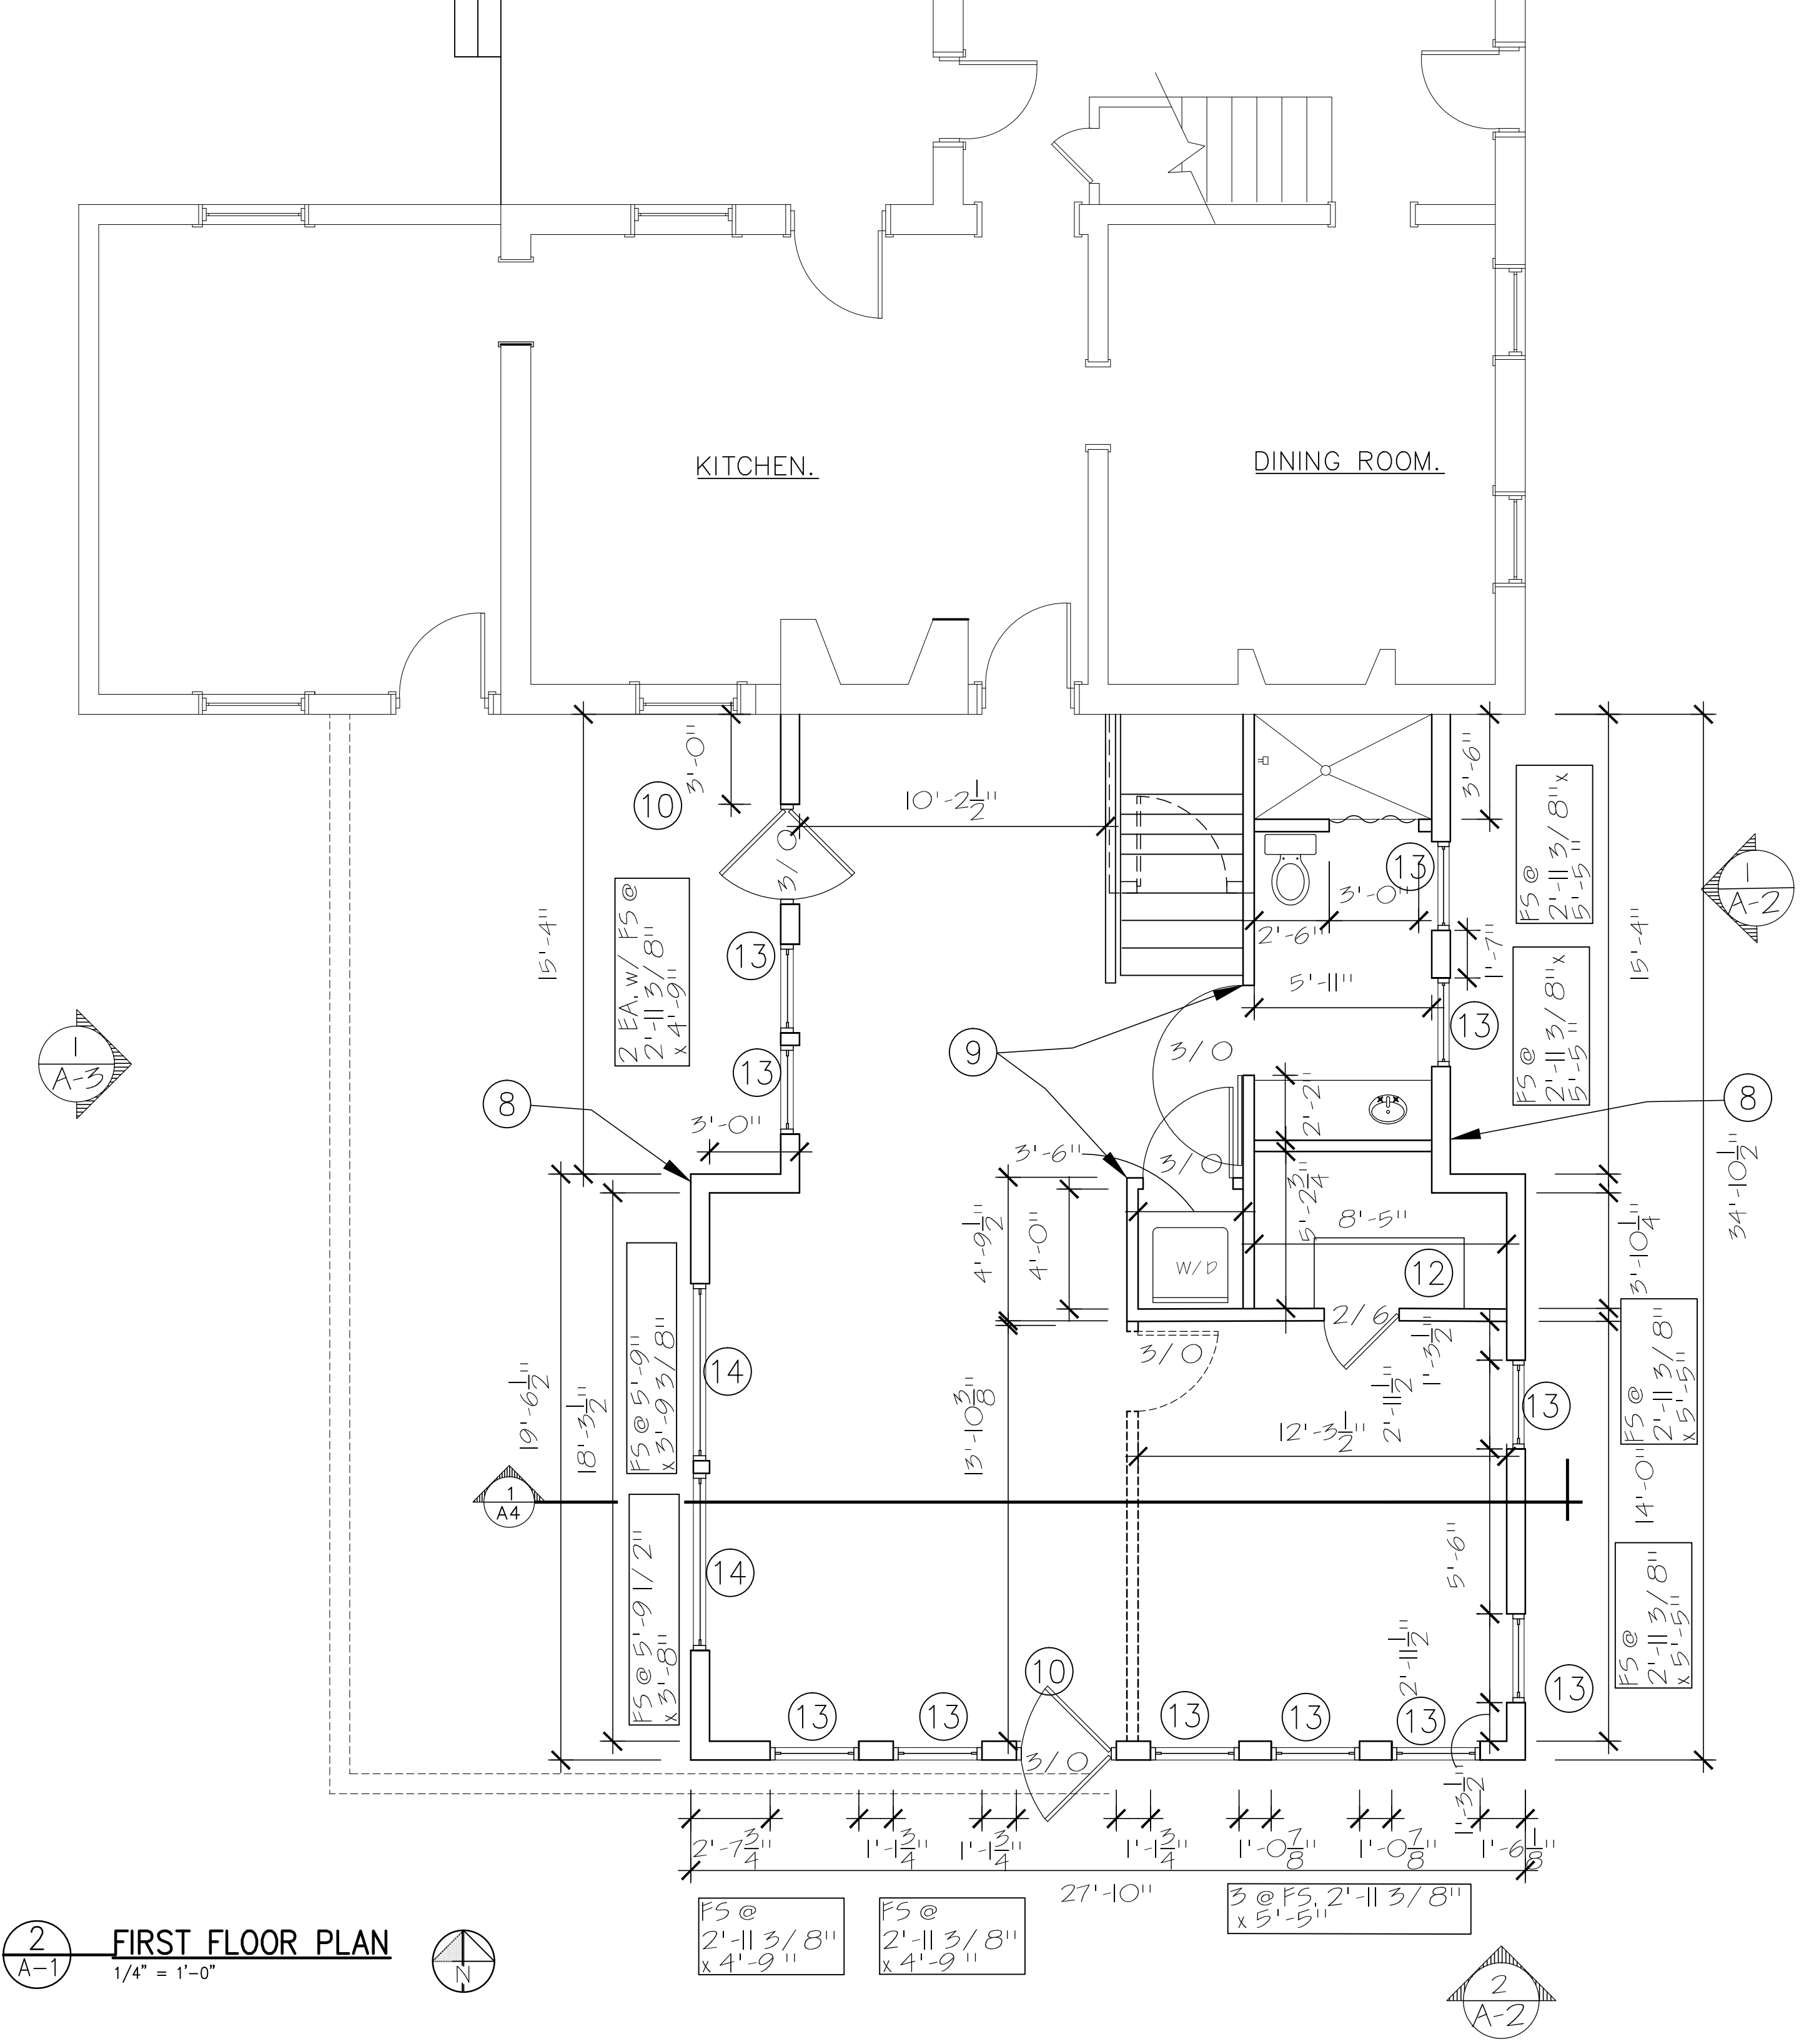 KITCHEN.
DINING ROOM.
3'-0"
10
10'-2 1/2"
3'-6"
FS @
2'-11 3/8" x
5'-5"
3/0
13
3'-0"
1
A-2
2 EA. w/ FS @
2'-11 3/8"
x 4'-9"
15'-4"
13
2'-6"
1'-7"
15'-4"
5'-11"
FS @
2'-11 3/8" x
5'-5"
13
9
3/0
1
A-3
13
8
8
3'-0"
2'-2"
3'-6"
3/0
34'-10 1/2"
5'-2 3/4"
8'-5"
4'-9 1/2"
4'-0"
W/D
12
3'-10 1/4"
2/6
3/0
1'-3 1/2"
FS @ 5'-9"
x 3'-9 3/8"
14
FS @
2'-11 3/8"
x 5'-5"
13
2'-11 1/2"
19'-6 1/2"
18'-3 1/2"
13'-10 3/8"
12'-3 1/2"
1
A4
14'-0"
5'-6"
14
FS @ 5'-9 1/2"
x 3'-8"
2'-11 1/2"
FS @
2'-11 3/8"
x 5'-5"
10
13
13
13
13
13
13
3/0
1'-3 1/2"
2'-7 3/4"
1'-1 3/4"
1'-1 3/4"
1'-1 3/4"
1'-0 7/8"
1'-0 7/8"
1'-6 1/8"
27'-10"
FS @
2'-11 3/8"
x 4'-9 "
FS @
2'-11 3/8"
x 4'-9 "
3 @ FS, 2'-11 3/8"
x 5'-5"
2
A-1
FIRST FLOOR PLAN
1/4" = 1'-0"
N
2
A-2